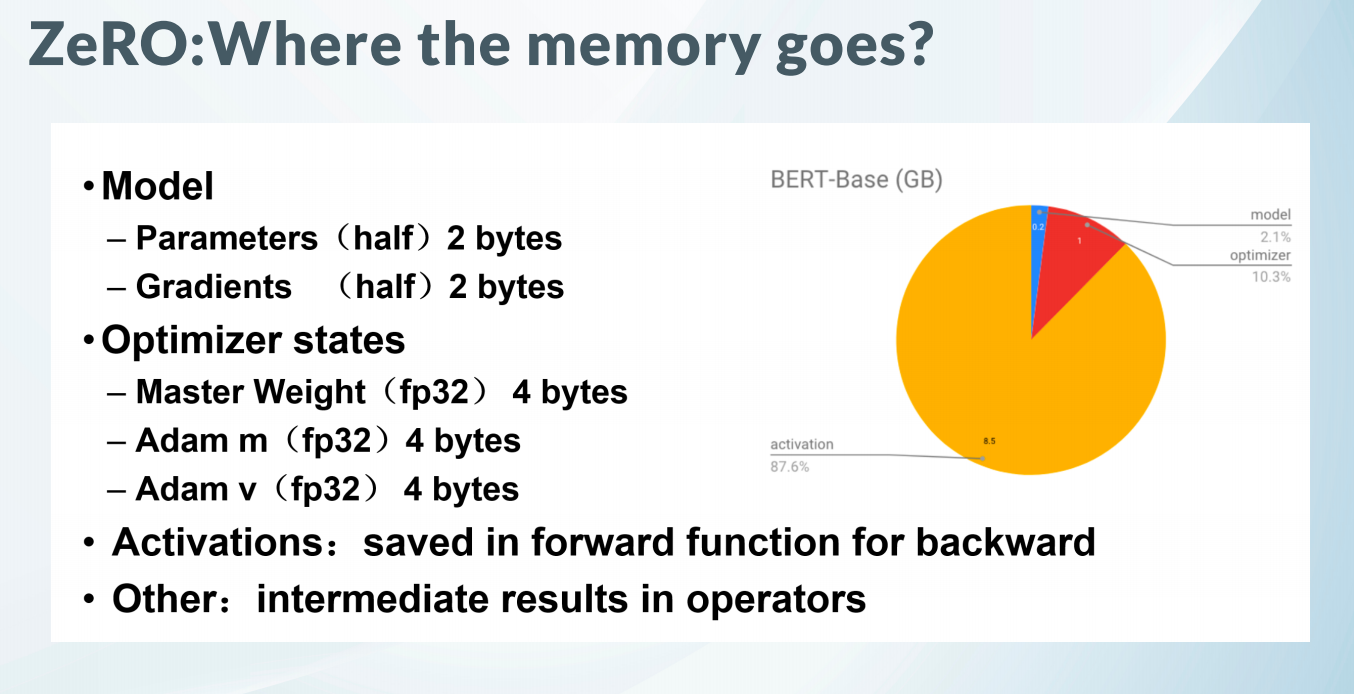 ZeRO:Where the memory goes?
•Model
– Parameters（half）2 bytes
– Gradients （half）2 bytes
•Optimizer states
– Master Weight（fp32） 4 bytes
– Adam m（fp32）4 bytes
– Adam v（fp32） 4 bytes
• Activations：saved in forward function for backward
• Other：intermediate results in operators
BERT-Base (GB)
model
2.1%
optimizer
10.3%
0.2
1
8.5
activation
87.6%